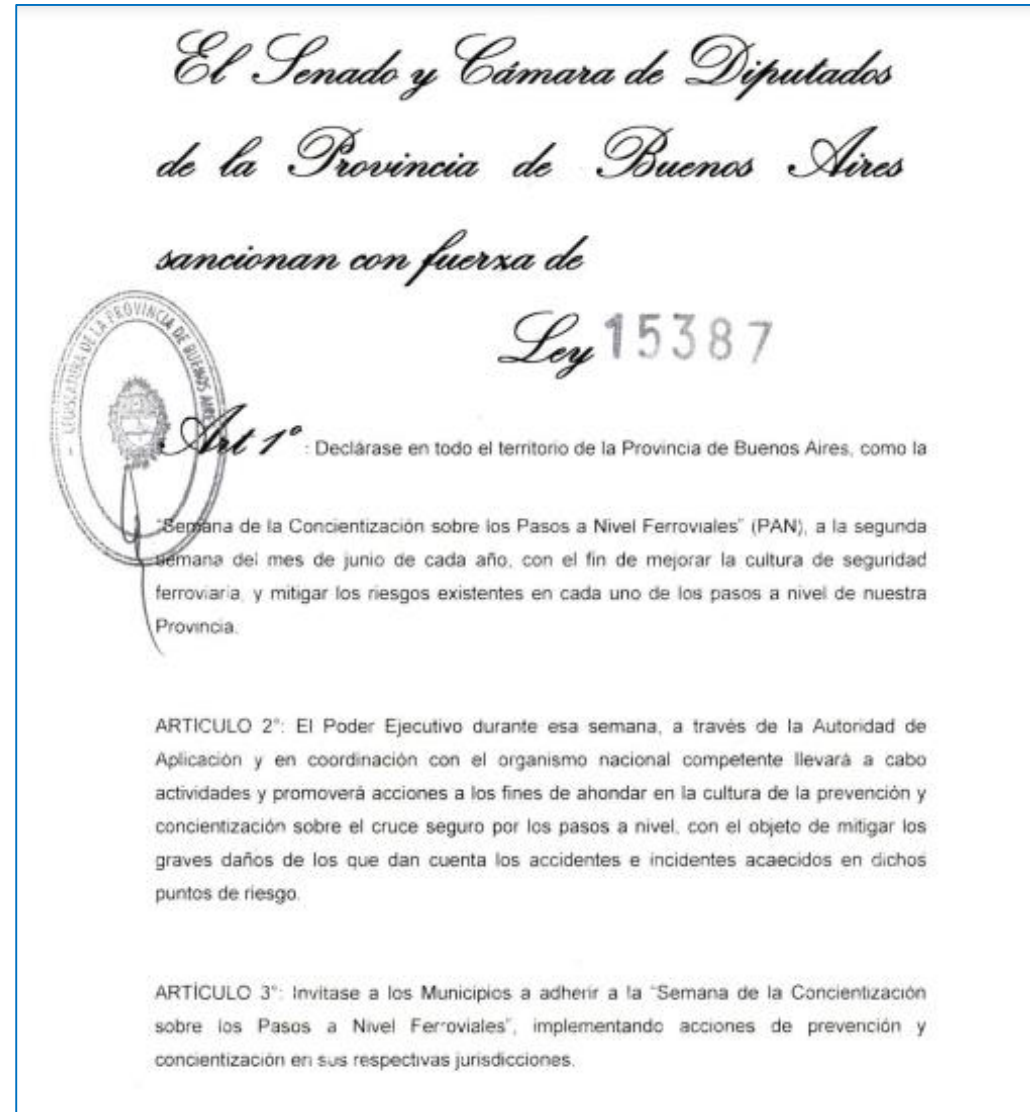 El Senado y Cámara de Diputados
de la Provincia de Buenos Aires
sancionan con fuerza de
Ley 15387
LEGISLATURA DE LA PROVINCIA DE BUENOS AIRES
Art 1° : Declárase en todo el territorio de la Provincia de Buenos Aires, como la
"Semana de la Concientización sobre los Pasos a Nivel Ferroviales" (PAN), a la segunda
semana del mes de junio de cada año, con el fin de mejorar la cultura de seguridad
ferroviaria, y mitigar los riesgos existentes en cada uno de los pasos a nivel de nuestra
Provincia.
ARTICULO 2°: El Poder Ejecutivo durante esa semana, a través de la Autoridad de
Aplicación y en coordinación con el organismo nacional competente llevará a cabo
actividades y promoverá acciones a los fines de ahondar en la cultura de la prevención y
concientización sobre el cruce seguro por los pasos a nivel, con el objeto de mitigar los
graves daños de los que dan cuenta los accidentes e incidentes acaecidos en dichos
puntos de riesgo.
ARTÍCULO 3°: Invítase a los Municipios a adherir a la "Semana de la Concientización
sobre los Pasos a Nivel Ferroviales", implementando acciones de prevención y
concientización en sus respectivas jurisdicciones.